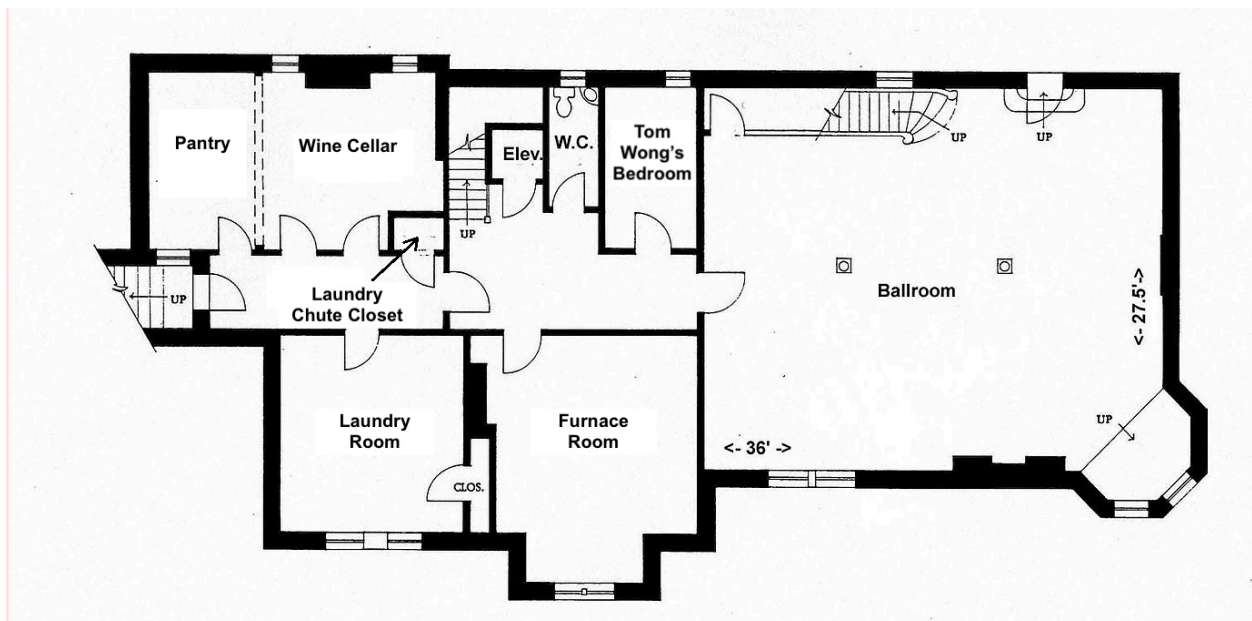 Pantry
Wine Cellar
Elev.
W.C.
Tom
Wong's
Bedroom
UP
UP
UP
UP
Laundry
Chute Closet
Ballroom
<- 27.5'->
Laundry
Room
CLOS.
Furnace
Room
<- 36' ->
UP